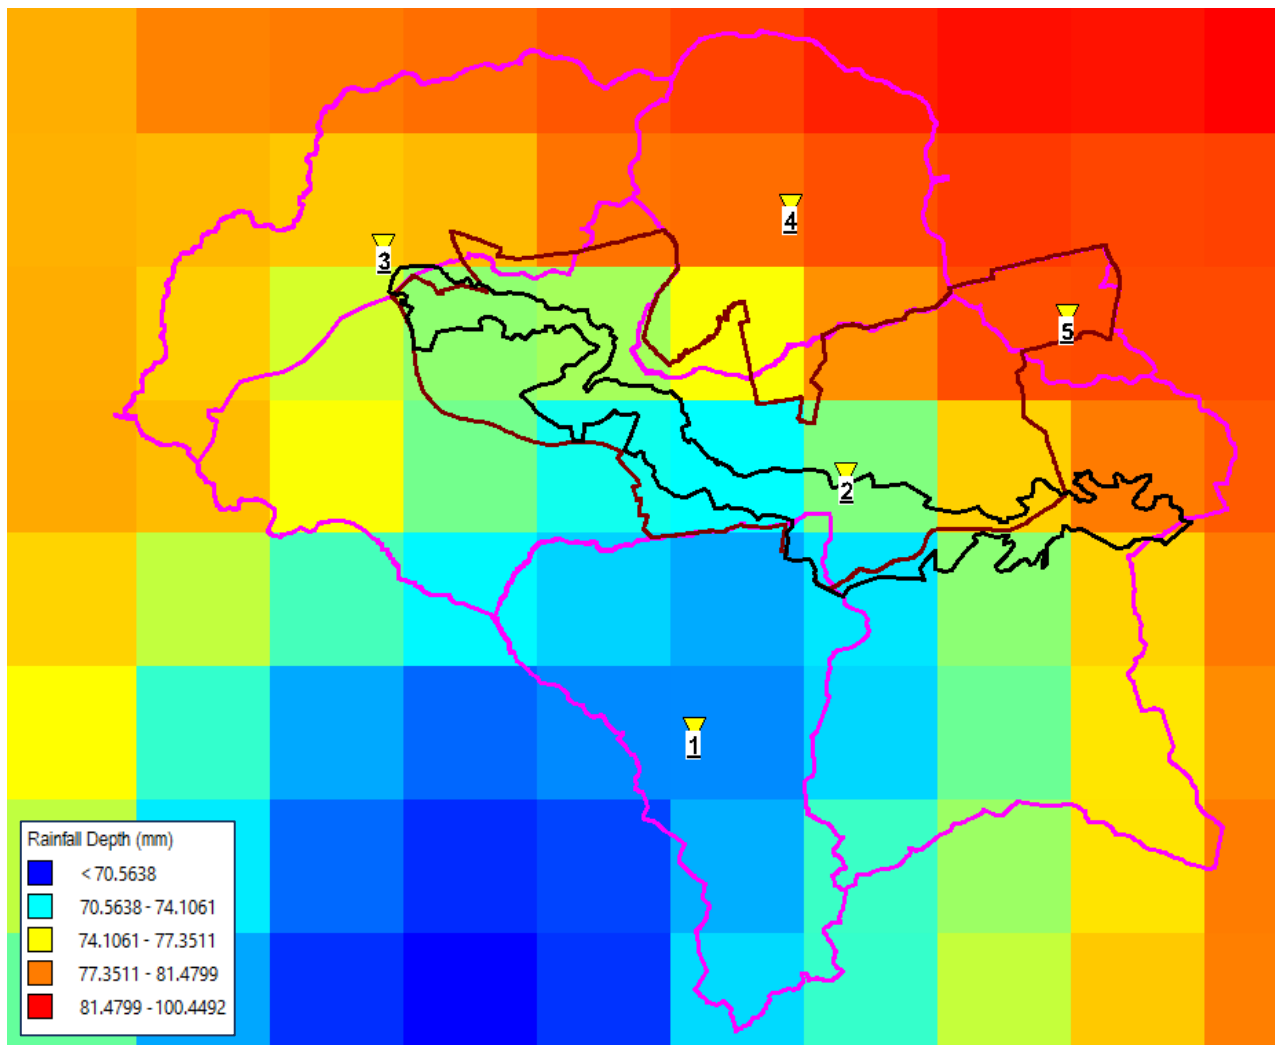 4
3
5
2
1
Rainfall Depth (mm)
< 70.5638
70.5638 - 74.1061
74.1061 - 77.3511
77.3511 - 81.4799
81.4799 - 100.4492